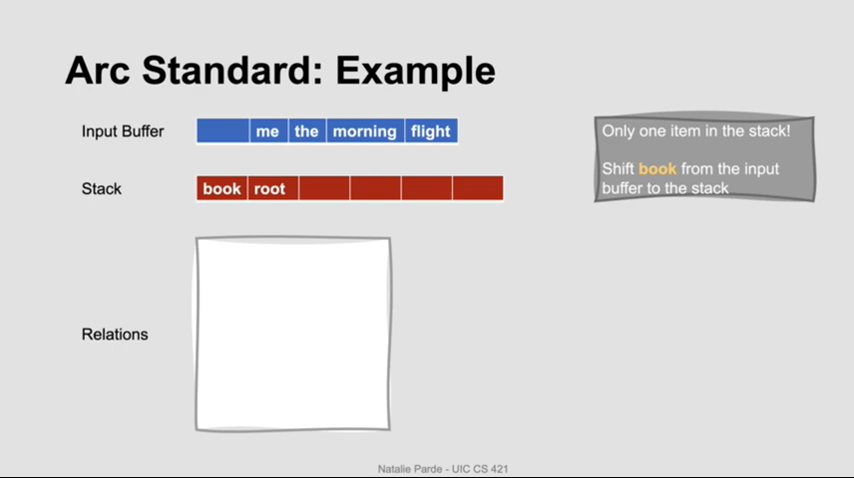 Arc Standard: Example
Input Buffer
me the morning flight
Only one item in the stack!
Shift book from the input
buffer to the stack
Stack
book root
Relations
Natalie Parde - UIC CS 421